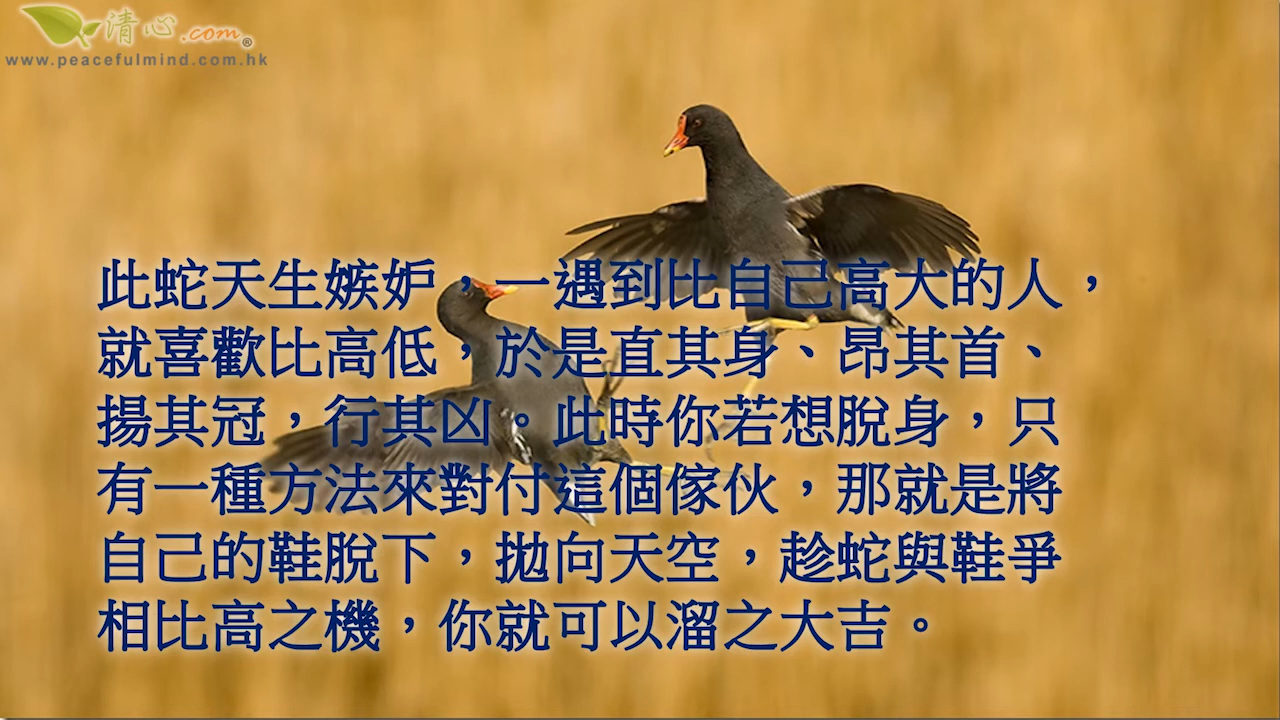 清心.com®
www.peacefulmind.com.hk
此蛇天生嫉妒，一遇到比自己高大的人，
就喜歡比高低，於是直其身、昂其首、
揚其冠，行其凶。此時你若想脫身，只
有一種方法來對付這個傢伙，那就是將
自己的鞋脫下，拋向天空，趁蛇與鞋爭
相比高之機，你就可以溜之大吉。